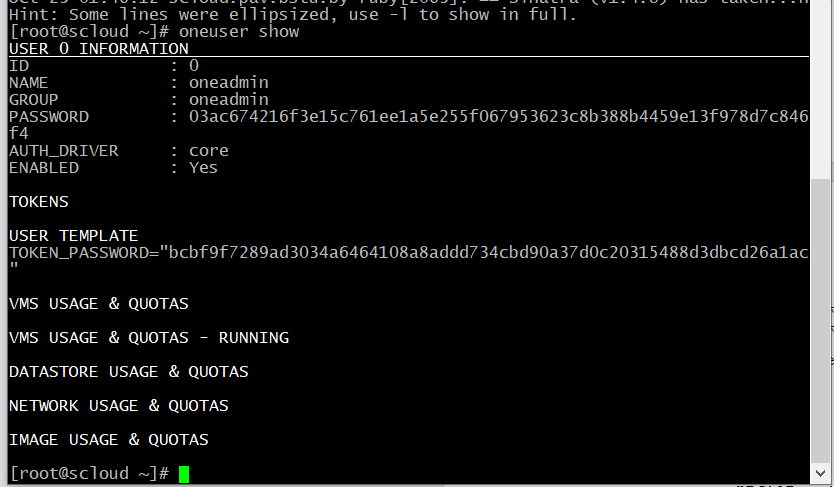 Hint: Some lines were ellipsized, use -l to show in full.
[root@scloud ~]# oneuser show
USER 0 INFORMATION
ID : 0
NAME : oneadmin
GROUP : oneadmin
PASSWORD : 03ac674216f3e15c761ee1a5e255f067953623c8b388b4459e13f978d7c846
f4
AUTH_DRIVER : core
ENABLED : Yes
TOKENS
USER TEMPLATE
TOKEN_PASSWORD="bcbf9f7289ad3034a6464108a8addd734cbd90a37d0c20315488d3dbcd26a1ac
"
VMS USAGE & QUOTAS
VMS USAGE & QUOTAS - RUNNING
DATASTORE USAGE & QUOTAS
NETWORK USAGE & QUOTAS
IMAGE USAGE & QUOTAS
[root@scloud ~]#